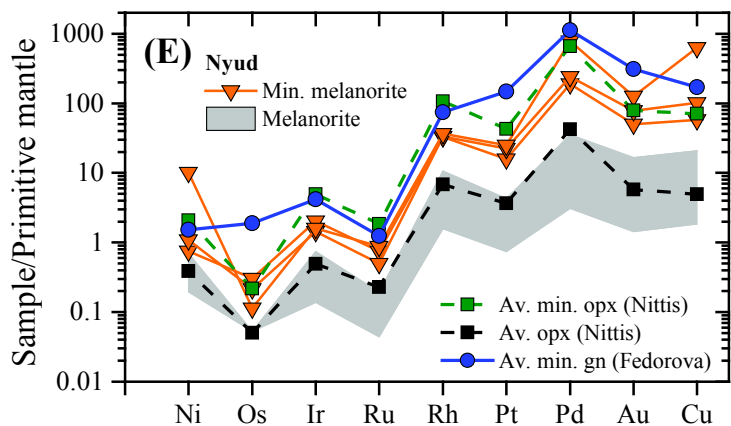 (E)
Nyud
Min. melanorite
Melanorite
Sample/Primitive mantle
1000
100
10
1
0.1
0.01
Av. min. opx (Nittis)
Av. opx (Nittis)
Av. min. gn (Fedorova)
Ni Os Ir Ru Rh Pt Pd Au Cu